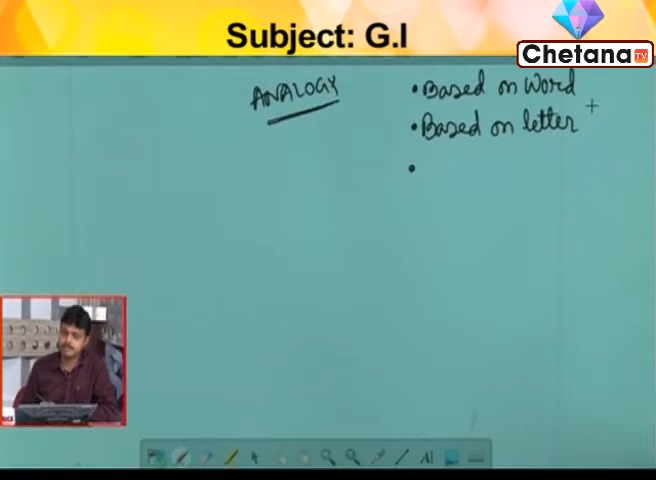 Subject: G.I
Chetana TV
ANALOGY
• Based on Word
• Based on letter
•